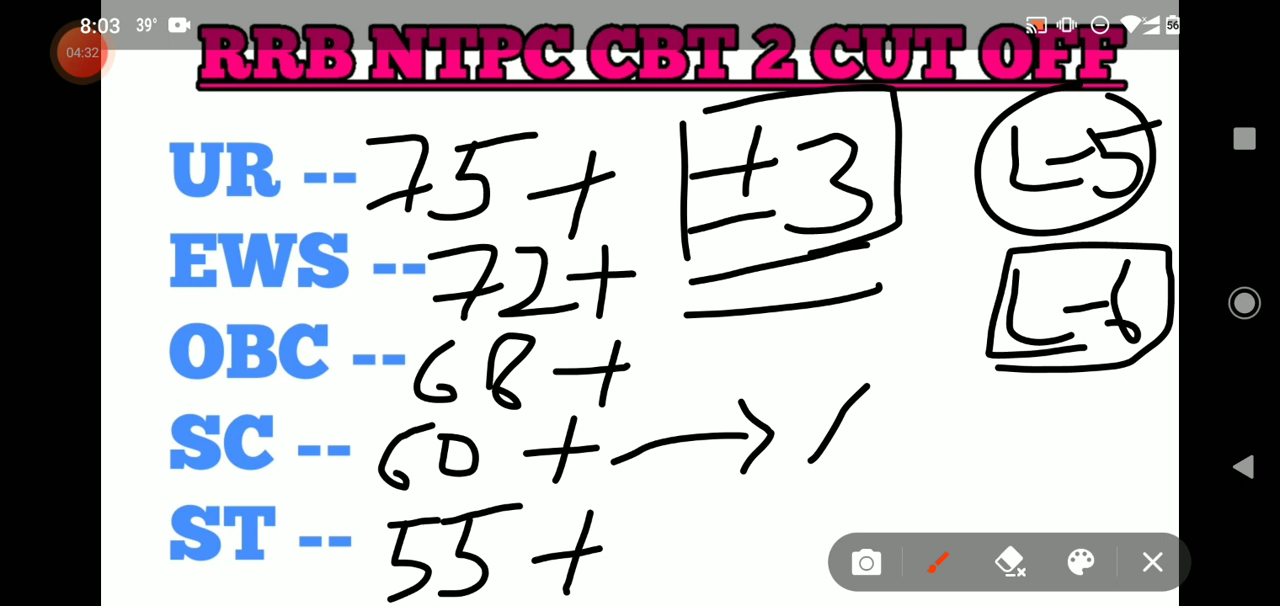 8:03 39° 56
04:32
RRB NTPC CBT 2 CUT OFF
UR -- 75 + ± 3 L-5
EWS -- 72 + L-6
OBC -- 68 +
SC -- 60 + → /
ST -- 55 +